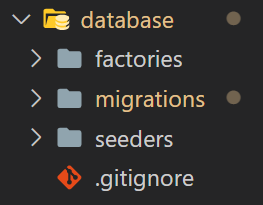 database
factories
migrations
seeders
.gitignore